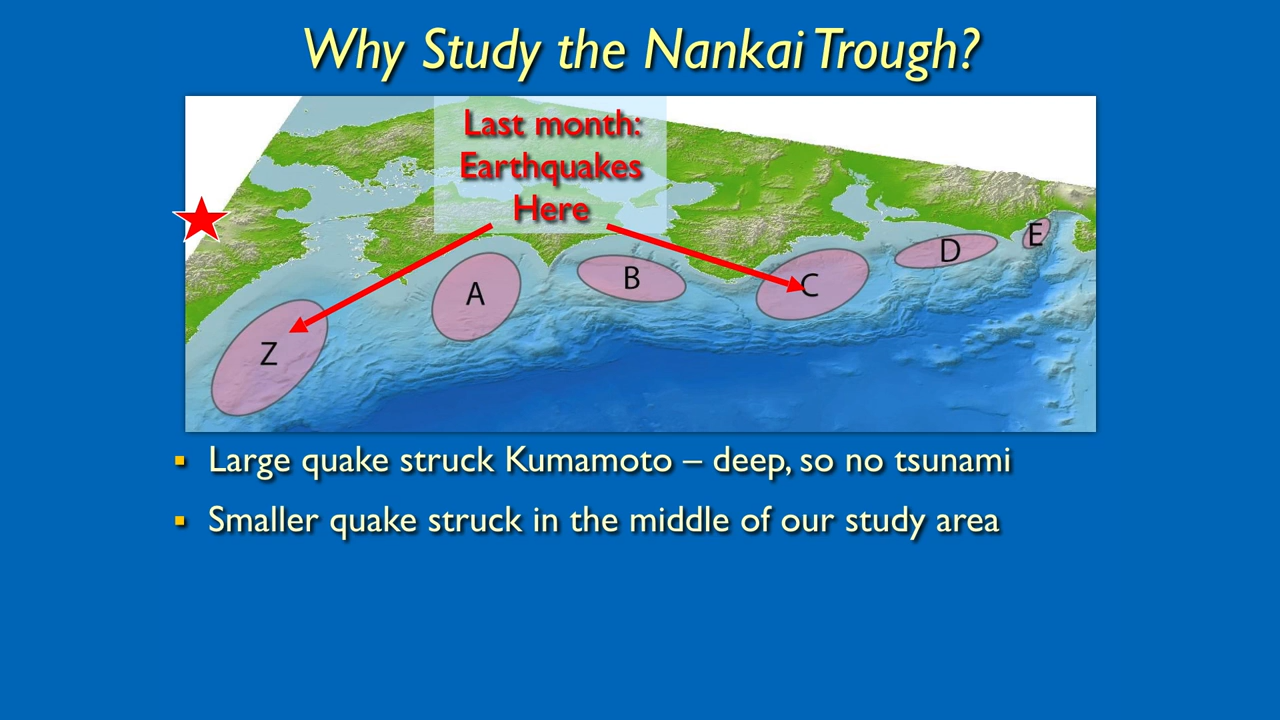 Why Study the Nankai Trough?
Last month:
Earthquakes
Here
E
D
B
C
A
Z
▪ Large quake struck Kumamoto – deep, so no tsunami
▪ Smaller quake struck in the middle of our study area